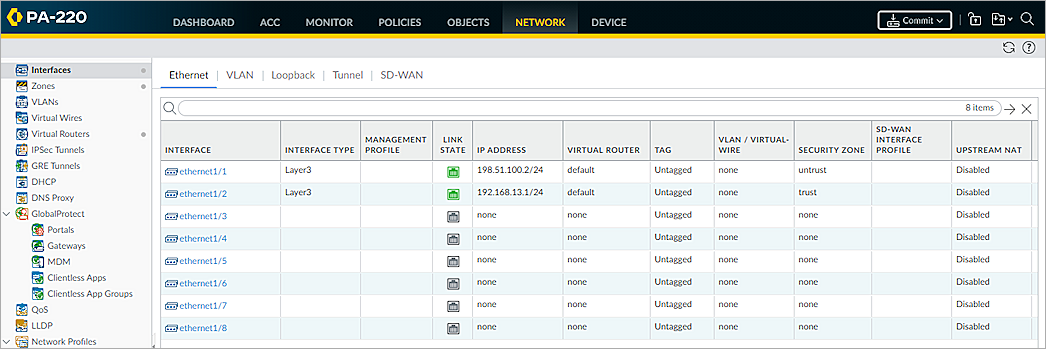 PA-220 DASHBOARD ACC MONITOR POLICIES OBJECTS NETWORK DEVICE Commit
Interfaces
Zones
VLANs
Virtual Wires
Virtual Routers
IPSec Tunnels
GRE Tunnels
DHCP
DNS Proxy
GlobalProtect
Portals
Gateways
MDM
Clientless Apps
Clientless App Groups
QoS
LLDP
Network Profiles
Ethernet VLAN Loopback Tunnel SD-WAN
8 items
INTERFACE INTERFACE TYPE MANAGEMENT PROFILE LINK STATE IP ADDRESS VIRTUAL ROUTER TAG VLAN / VIRTUAL-WIRE SECURITY ZONE SD-WAN INTERFACE PROFILE UPSTREAM NAT
ethernet1/1 Layer3 198.51.100.2/24 default Untagged none untrust Disabled
ethernet1/2 Layer3 192.168.13.1/24 default Untagged none trust Disabled
ethernet1/3 none none Untagged none none Disabled
ethernet1/4 none none Untagged none none Disabled
ethernet1/5 none none Untagged none none Disabled
ethernet1/6 none none Untagged none none Disabled
ethernet1/7 none none Untagged none none Disabled
ethernet1/8 none none Untagged none none Disabled